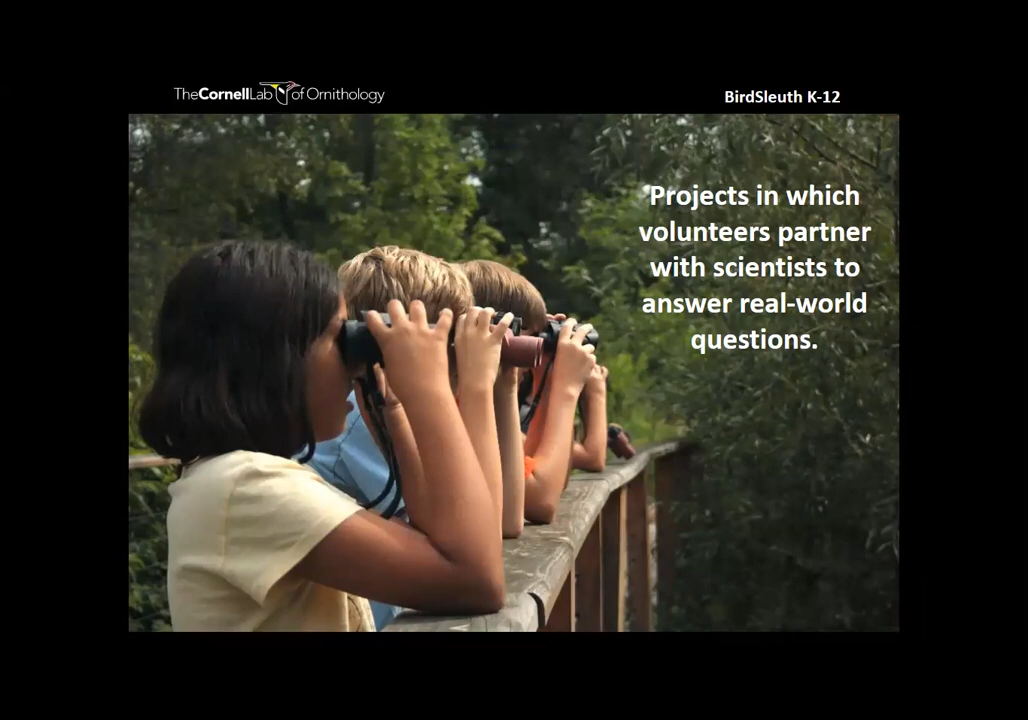 TheCornellLab of Ornithology
BirdSleuth K-12
Projects in which
volunteers partner
with scientists to
answer real-world
questions.